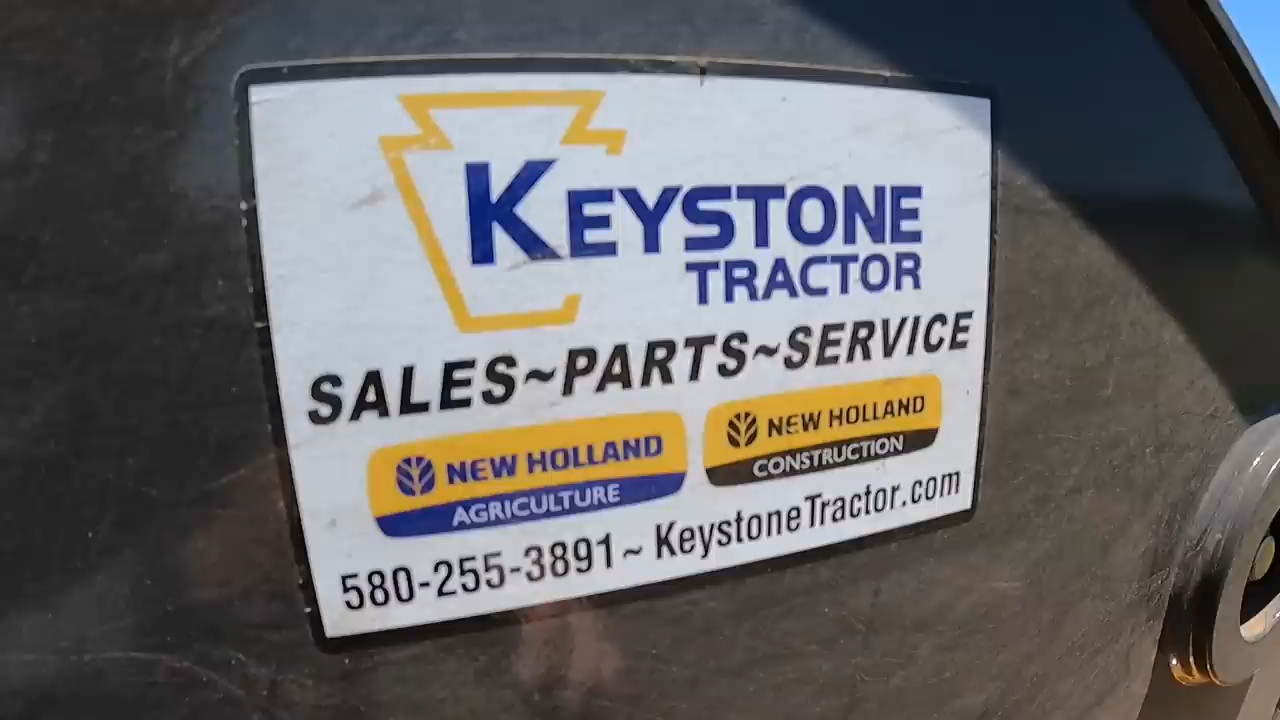 KEYSTONE
TRACTOR
SALES~PARTS~SERVICE
NEW HOLLAND
AGRICULTURE
NEW HOLLAND
CONSTRUCTION
580-255-3891~ KeystoneTractor.com